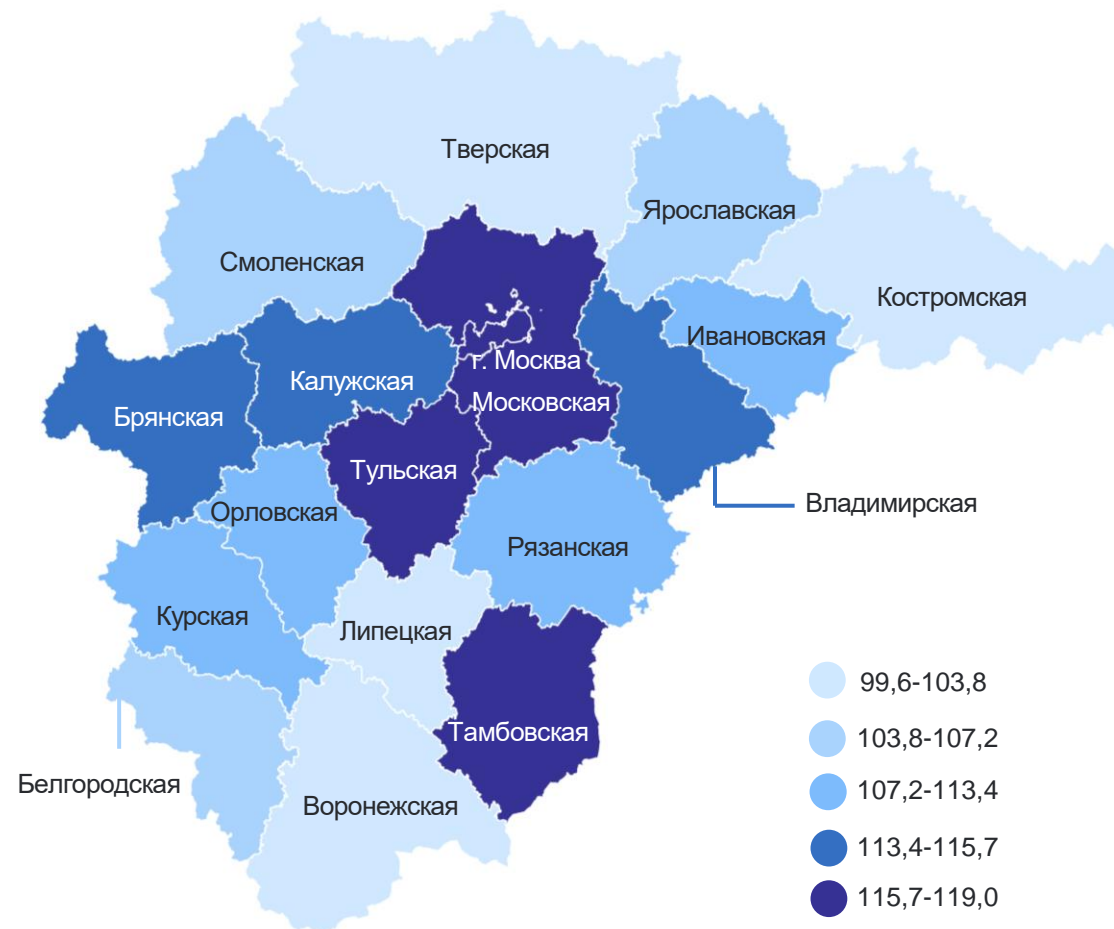 Тверская
Ярославская
Смоленская
Костромская
Ивановская
г. Москва
Калужская
Московская
Брянская
Тульская
Владимирская
Орловская
Рязанская
Курская
Липецкая
Тамбовская
Белгородская
Воронежская
99,6-103,8
103,8-107,2
107,2-113,4
113,4-115,7
115,7-119,0